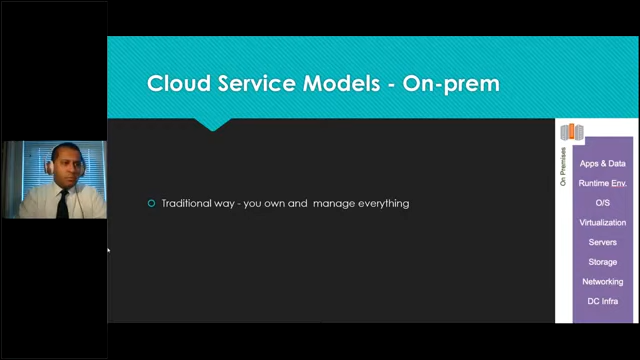 Cloud Service Models - On-prem
Traditional way - you own and manage everything
On Premises
Apps & Data
Runtime Env.
O/S
Virtualization
Servers
Storage
Networking
DC Infra